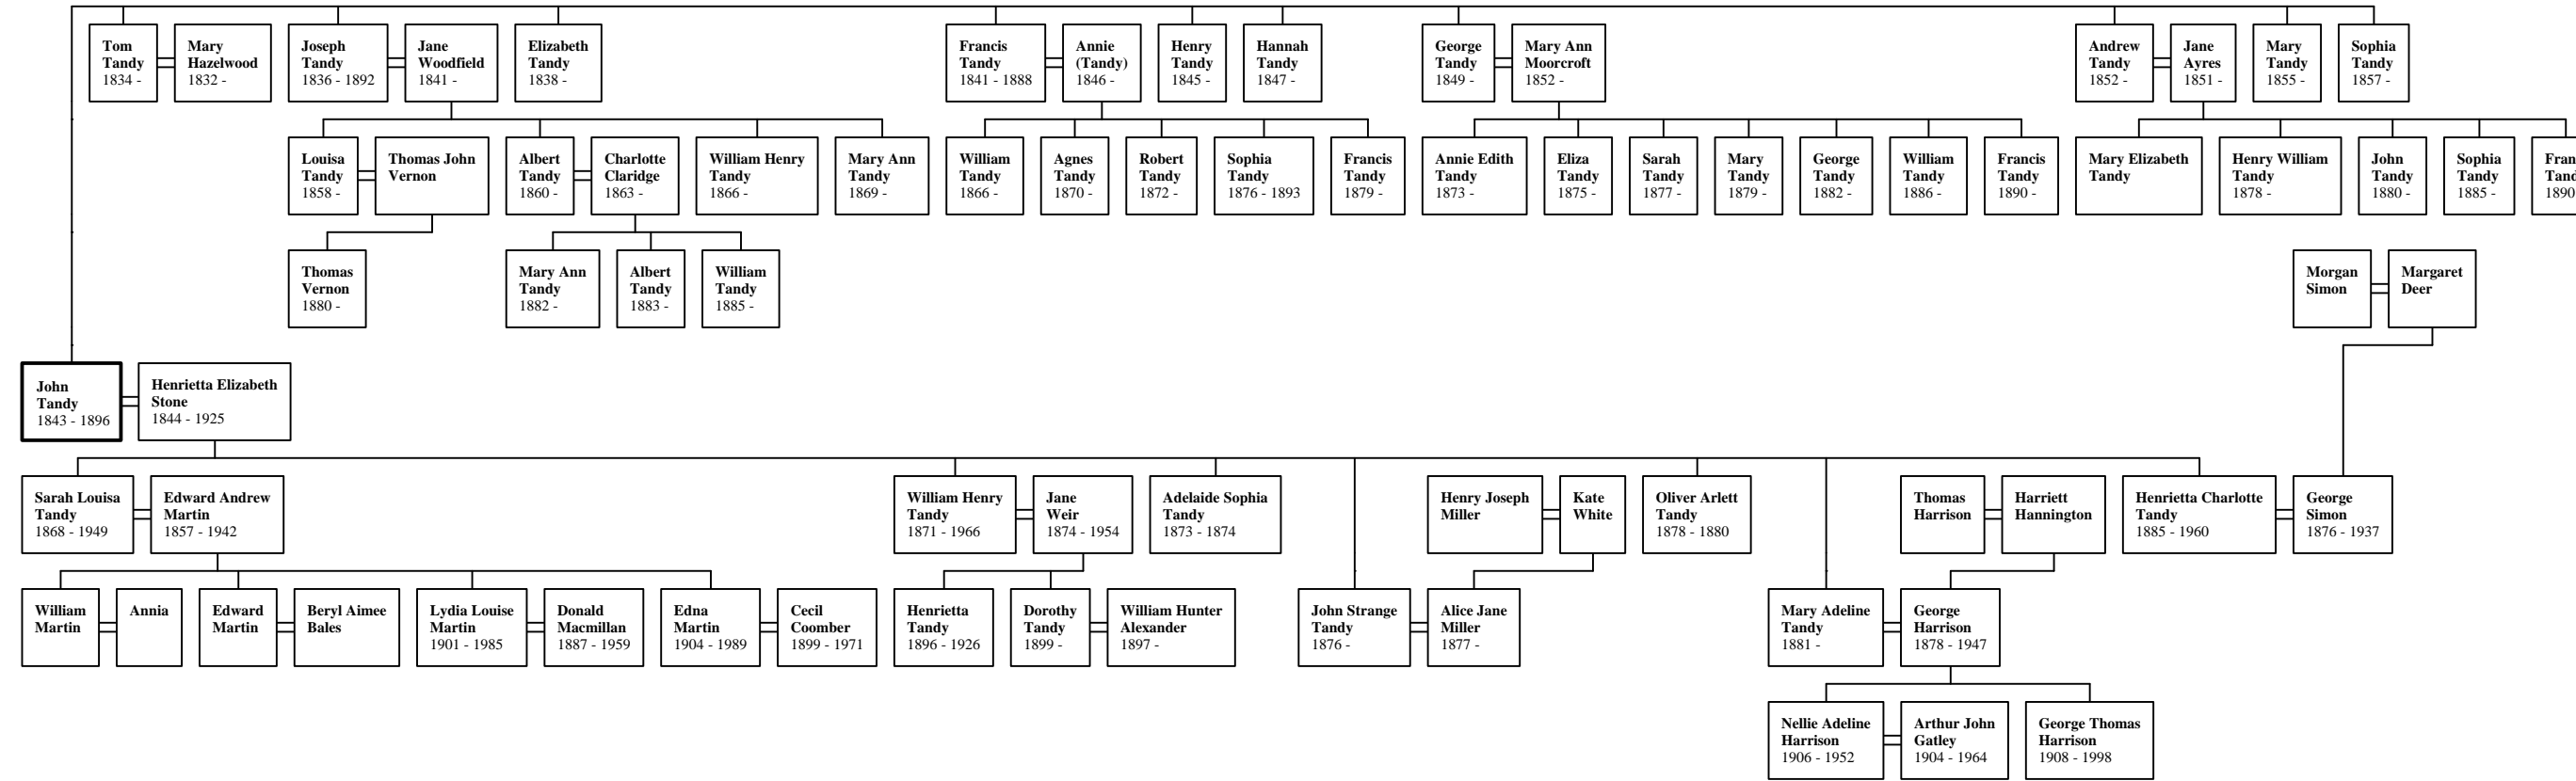 Tom
Tandy
1834 -
Mary
Hazelwood
1832 -
Joseph
Tandy
1836 - 1892
Jane
Woodfield
1841 -
Elizabeth
Tandy
1838 -
Francis
Tandy
1841 - 1888
Annie
(Tandy)
1846 -
Henry
Tandy
1845 -
Hannah
Tandy
1847 -
George
Tandy
1849 -
Mary Ann
Moorcroft
1852 -
Andrew
Tandy
1852 -
Jane
Ayres
1851 -
Mary
Tandy
1855 -
Sophia
Tandy
1857 -
Louisa
Tandy
1858 -
Thomas John
Vernon
Albert
Tandy
1860 -
Charlotte
Claridge
1863 -
William Henry
Tandy
1866 -
Mary Ann
Tandy
1869 -
William
Tandy
1866 -
Agnes
Tandy
1870 -
Robert
Tandy
1872 -
Sophia
Tandy
1876 - 1893
Francis
Tandy
1879 -
Annie Edith
Tandy
1873 -
Eliza
Tandy
1875 -
Sarah
Tandy
1877 -
Mary
Tandy
1879 -
George
Tandy
1882 -
William
Tandy
1886 -
Francis
Tandy
1890 -
Mary Elizabeth
Tandy
Henry William
Tandy
1878 -
John
Tandy
1880 -
Sophia
Tandy
1885 -
Fran
Tand
1890
Thomas
Vernon
1880 -
Mary Ann
Tandy
1882 -
Albert
Tandy
1883 -
William
Tandy
1885 -
Morgan
Simon
Margaret
Deer
John
Tandy
1843 - 1896
Henrietta Elizabeth
Stone
1844 - 1925
Sarah Louisa
Tandy
1868 - 1949
Edward Andrew
Martin
1857 - 1942
William Henry
Tandy
1871 - 1966
Jane
Weir
1874 - 1954
Adelaide Sophia
Tandy
1873 - 1874
Henry Joseph
Miller
Kate
White
Oliver Arlett
Tandy
1878 - 1880
Thomas
Harrison
Harriett
Hannington
Henrietta Charlotte
Tandy
1885 - 1960
George
Simon
1876 - 1937
William
Martin
Annia
Edward
Martin
Beryl Aimee
Bales
Lydia Louise
Martin
1901 - 1985
Donald
Macmillan
1887 - 1959
Edna
Martin
1904 - 1989
Cecil
Coomber
1899 - 1971
Henrietta
Tandy
1896 - 1926
Dorothy
Tandy
1899 -
William Hunter
Alexander
1897 -
John Strange
Tandy
1876 -
Alice Jane
Miller
1877 -
Mary Adeline
Tandy
1881 -
George
Harrison
1878 - 1947
Nellie Adeline
Harrison
1906 - 1952
Arthur John
Gatley
1904 - 1964
George Thomas
Harrison
1908 - 1998